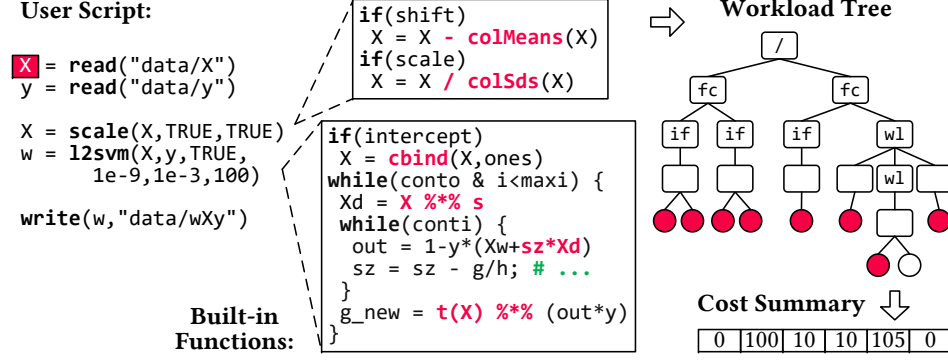 User Script:
X = read("data/X")
y = read("data/y")
X = scale(X,TRUE,TRUE)
w = l2svm(X,y,TRUE,
1e-9,1e-3,100)
write(w,"data/wXy")
if(shift)
X = X - colMeans(X)
if(scale)
X = X / colSds(X)
if(intercept)
X = cbind(X,ones)
while(conto & i<maxi) {
Xd = X %*% s
while(conti) {
out = 1-y*(Xw+sz*Xd)
sz = sz - g/h; # ...
}
g_new = t(X) %*% (out*y)
}
Built-in
Functions:
Workload Tree
/
fc fc
if if if wl
wl
Cost Summary
0 100 10 10 105 0